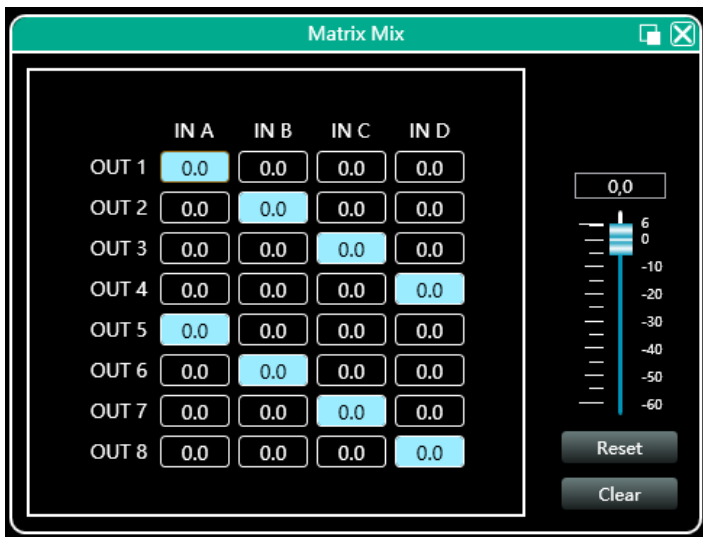 Matrix Mix
IN A IN B IN C IN D
OUT 1 0.0 0.0 0.0 0.0
OUT 2 0.0 0.0 0.0 0.0
OUT 3 0.0 0.0 0.0 0.0
OUT 4 0.0 0.0 0.0 0.0
OUT 5 0.0 0.0 0.0 0.0
OUT 6 0.0 0.0 0.0 0.0
OUT 7 0.0 0.0 0.0 0.0
OUT 8 0.0 0.0 0.0 0.0
0,0
6
0
-10
-20
-30
-40
-50
-60
Reset
Clear